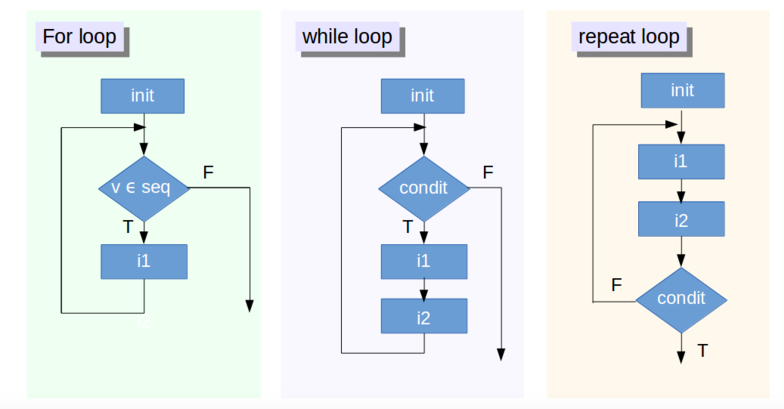 For loop
init
v ϵ seq
F
T
i1
while loop
init
condit
F
T
i1
i2
repeat loop
init
i1
i2
condit
F
T